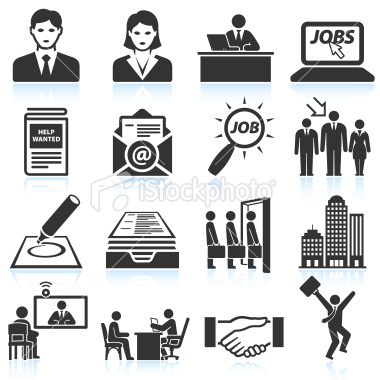 JOBS
HELP
WANTED
@
JOB
iStockphoto